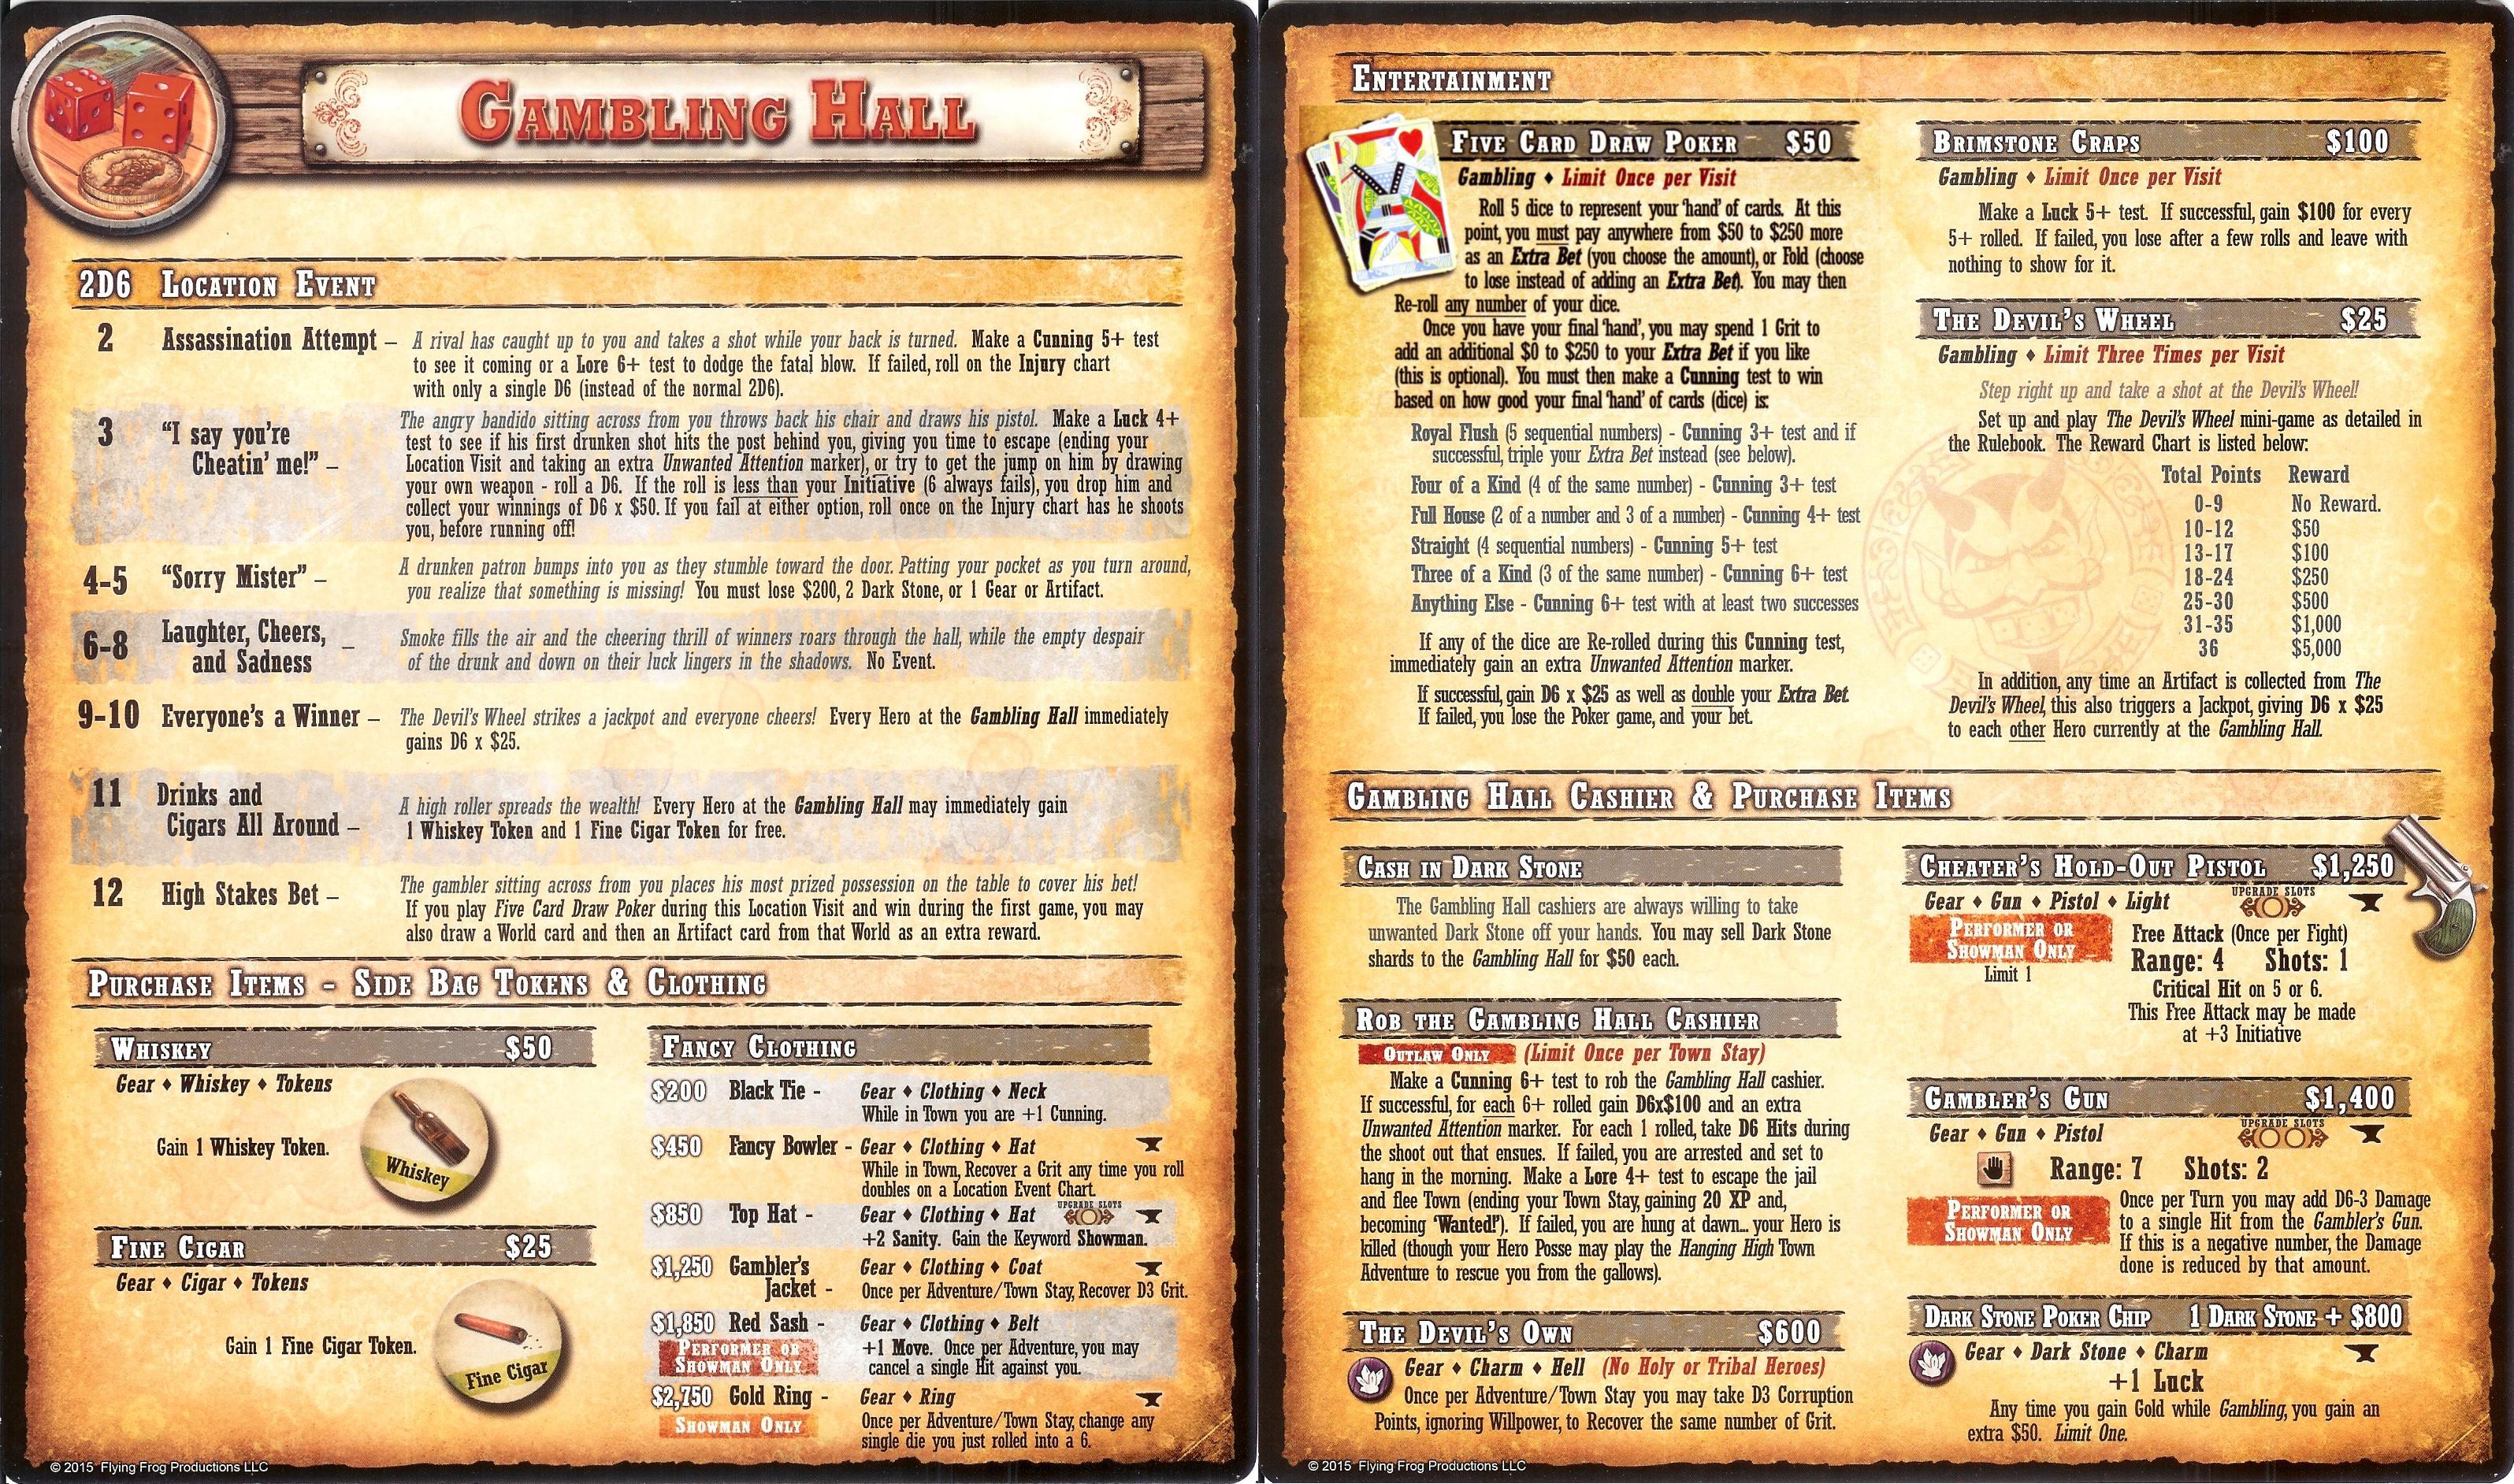 GAMBLING HALL
2D6 LOCATION EVENT
2 Assassination Attempt – A rival has caught up to you and takes a shot while your back is turned. Make a Cunning 5+ test
to see it coming or a Lore 6+ test to dodge the fatal blow. If failed, roll on the Injury chart
with only a single D6 (instead of the normal 2D6).
3 “I say you’re Cheatin’ me!” – The angry bandido sitting across from you throws back his chair and draws his pistol. Make a Luck 4+
test to see if his first drunken shot hits the post behind you, giving you time to escape (ending your
Location Visit and taking an extra Unwanted Attention marker), or try to get the jump on him by drawing
your own weapon - roll a D6. If the roll is less than your Initiative (6 always fails), you drop him and
collect your winnings of D6 x $50. If you fail at either option, roll once on the Injury chart has he shoots
you, before running off!
4-5 “Sorry Mister” – A drunken patron bumps into you as they stumble toward the door. Patting your pocket as you turn around,
you realize that something is missing! You must lose $200, 2 Dark Stone, or 1 Gear or Artifact.
6-8 Laughter, Cheers, and Sadness – Smoke fills the air and the cheering thrill of winners roars through the hall, while the empty despair
of the drunk and down on their luck lingers in the shadows. No Event.
9-10 Everyone’s a Winner – The Devil’s Wheel strikes a jackpot and everyone cheers! Every Hero at the Gambling Hall immediately
gains D6 x $25.
11 Drinks and Cigars All Around – A high roller spreads the wealth! Every Hero at the Gambling Hall may immediately gain
1 Whiskey Token and 1 Fine Cigar Token for free.
12 High Stakes Bet – The gambler sitting across from you places his most prized possession on the table to cover his bet!
If you play Five Card Draw Poker during this Location Visit and win during the first game, you may
also draw a World card and then an Artifact card from that World as an extra reward.
PURCHASE ITEMS - SIDE BAG TOKENS & CLOTHING
WHISKEY $50
Gear ♦ Whiskey ♦ Tokens
Gain 1 Whiskey Token.
Whiskey
FINE CIGAR $25
Gear ♦ Cigar ♦ Tokens
Gain 1 Fine Cigar Token.
Fine Cigar
FANCY CLOTHING
$200 Black Tie - Gear ♦ Clothing ♦ Neck
While in Town you are +1 Cunning.
$450 Fancy Bowler - Gear ♦ Clothing ♦ Hat
While in Town, Recover a Grit any time you roll
doubles on a Location Event Chart.
$850 Top Hat - Gear ♦ Clothing ♦ Hat UPGRADE SLOTS
+2 Sanity. Gain the Keyword Showman.
$1,250 Gambler’s Jacket - Gear ♦ Clothing ♦ Coat
Once per Adventure/Town Stay, Recover D3 Grit.
$1,850 Red Sash - Gear ♦ Clothing ♦ Belt
PERFORMER OR SHOWMAN ONLY
+1 Move. Once per Adventure, you may
cancel a single Hit against you.
$2,750 Gold Ring - Gear ♦ Ring
SHOWMAN ONLY
Once per Adventure/Town Stay, change any
single die you just rolled into a 6.
© 2015 Flying Frog Productions LLC
ENTERTAINMENT
FIVE CARD DRAW POKER $50
Gambling ♦ Limit Once per Visit
Roll 5 dice to represent your ‘hand’ of cards. At this
point, you must pay anywhere from $50 to $250 more
as an Extra Bet (you choose the amount), or Fold (choose
to lose instead of adding an Extra Bet). You may then
Re-roll any number of your dice.
Once you have your final ‘hand’, you may spend 1 Grit to
add an additional $0 to $250 to your Extra Bet if you like
(this is optional). You must then make a Cunning test to win
based on how good your final ‘hand’ of cards (dice) is:
Royal Flush (5 sequential numbers) - Cunning 3+ test and if
successful, triple your Extra Bet instead (see below).
Four of a Kind (4 of the same number) - Cunning 3+ test
Full House (2 of a number and 3 of a number) - Cunning 4+ test
Straight (4 sequential numbers) - Cunning 5+ test
Three of a Kind (3 of the same number) - Cunning 6+ test
Anything Else - Cunning 6+ test with at least two successes
If any of the dice are Re-rolled during this Cunning test,
immediately gain an extra Unwanted Attention marker.
If successful, gain D6 x $25 as well as double your Extra Bet.
If failed, you lose the Poker game, and your bet.
BRIMSTONE CRAPS $100
Gambling ♦ Limit Once per Visit
Make a Luck 5+ test. If successful, gain $100 for every
5+ rolled. If failed, you lose after a few rolls and leave with
nothing to show for it.
THE DEVIL’S WHEEL $25
Gambling ♦ Limit Three Times per Visit
Step right up and take a shot at the Devil’s Wheel!
Set up and play The Devil’s Wheel mini-game as detailed in
the Rulebook. The Reward Chart is listed below:
Total Points Reward
0-9 No Reward.
10-12 $50
13-17 $100
18-24 $250
25-30 $500
31-35 $1,000
36 $5,000
In addition, any time an Artifact is collected from The
Devil’s Wheel, this also triggers a Jackpot, giving D6 x $25
to each other Hero currently at the Gambling Hall.
GAMBLING HALL CASHIER & PURCHASE ITEMS
CASH IN DARK STONE
The Gambling Hall cashiers are always willing to take
unwanted Dark Stone off your hands. You may sell Dark Stone
shards to the Gambling Hall for $50 each.
ROB THE GAMBLING HALL CASHIER
OUTLAW ONLY (Limit Once per Town Stay)
Make a Cunning 6+ test to rob the Gambling Hall cashier.
If successful, for each 6+ rolled gain D6x$100 and an extra
Unwanted Attention marker. For each 1 rolled, take D6 Hits during
the shoot out that ensues. If failed, you are arrested and set to
hang in the morning. Make a Lore 4+ test to escape the jail
and flee Town (ending your Town Stay, gaining 20 XP and,
becoming ‘Wanted!’). If failed, you are hung at dawn... your Hero is
killed (though your Hero Posse may play the Hanging High Town
Adventure to rescue you from the gallows).
THE DEVIL’S OWN $600
Gear ♦ Charm ♦ Hell (No Holy or Tribal Heroes)
Once per Adventure/Town Stay you may take D3 Corruption
Points, ignoring Willpower, to Recover the same number of Grit.
CHEATER’S HOLD-OUT PISTOL $1,250
Gear ♦ Gun ♦ Pistol ♦ Light UPGRADE SLOTS
PERFORMER OR SHOWMAN ONLY
Limit 1
Free Attack (Once per Fight)
Range: 4 Shots: 1
Critical Hit on 5 or 6.
This Free Attack may be made
at +3 Initiative
GAMBLER’S GUN $1,400
Gear ♦ Gun ♦ Pistol UPGRADE SLOTS
Range: 7 Shots: 2
PERFORMER OR SHOWMAN ONLY
Once per Turn you may add D6-3 Damage
to a single Hit from the Gambler’s Gun.
If this is a negative number, the Damage
done is reduced by that amount.
DARK STONE POKER CHIP 1 DARK STONE + $800
Gear ♦ Dark Stone ♦ Charm
+1 Luck
Any time you gain Gold while Gambling, you gain an
extra $50. Limit One.
© 2015 Flying Frog Productions LLC